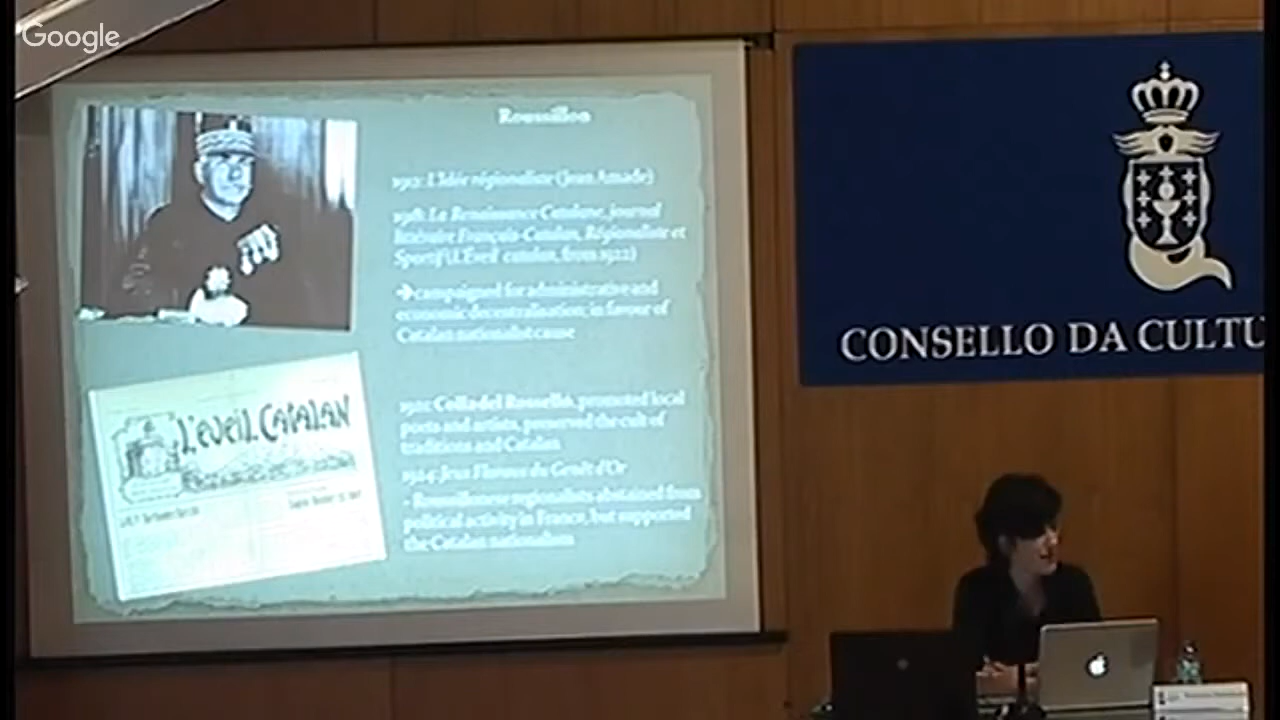 Google
Roussillon
1912: L'Idée régionaliste (Jean Amade)
1918: La Renaissance Catalane, journal
littéraire Français-Catalan, Régionaliste et
Sportif (L'Eveil catalan, from 1922)
→campaigned for administrative and
economic decentralisation; in favour of
Catalan nationalist cause
L'éVEIL CATALAN
1921: Colla del Rosselló, promoted local
poets and artists, preserved the cult of
traditions and Catalan.
1924: Jeux Floraux du Genêt d'Or
- Roussillonese regionalists abstained from
political activity in France, but supported
the Catalan nationalism.
CONSELLO DA CULTU